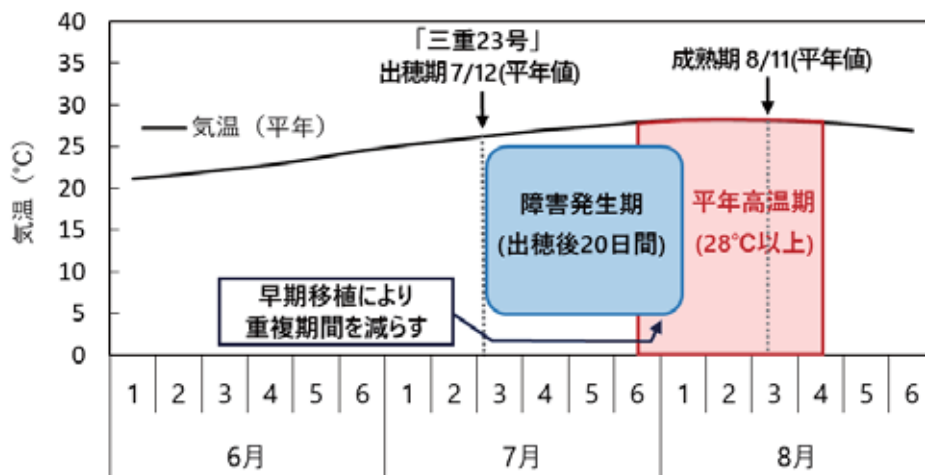 40
35
30
25
20
15
10
5
0
気温（℃）
「三重23号」
出穂期 7/12(平年値)
成熟期 8/11(平年値)
気温（平年）
障害発生期
(出穂後20日間)
平年高温期
(28℃以上)
早期移植により
重複期間を減らす
1 2 3 4 5 6 1 2 3 4 5 6 1 2 3 4 5 6
6月 7月 8月